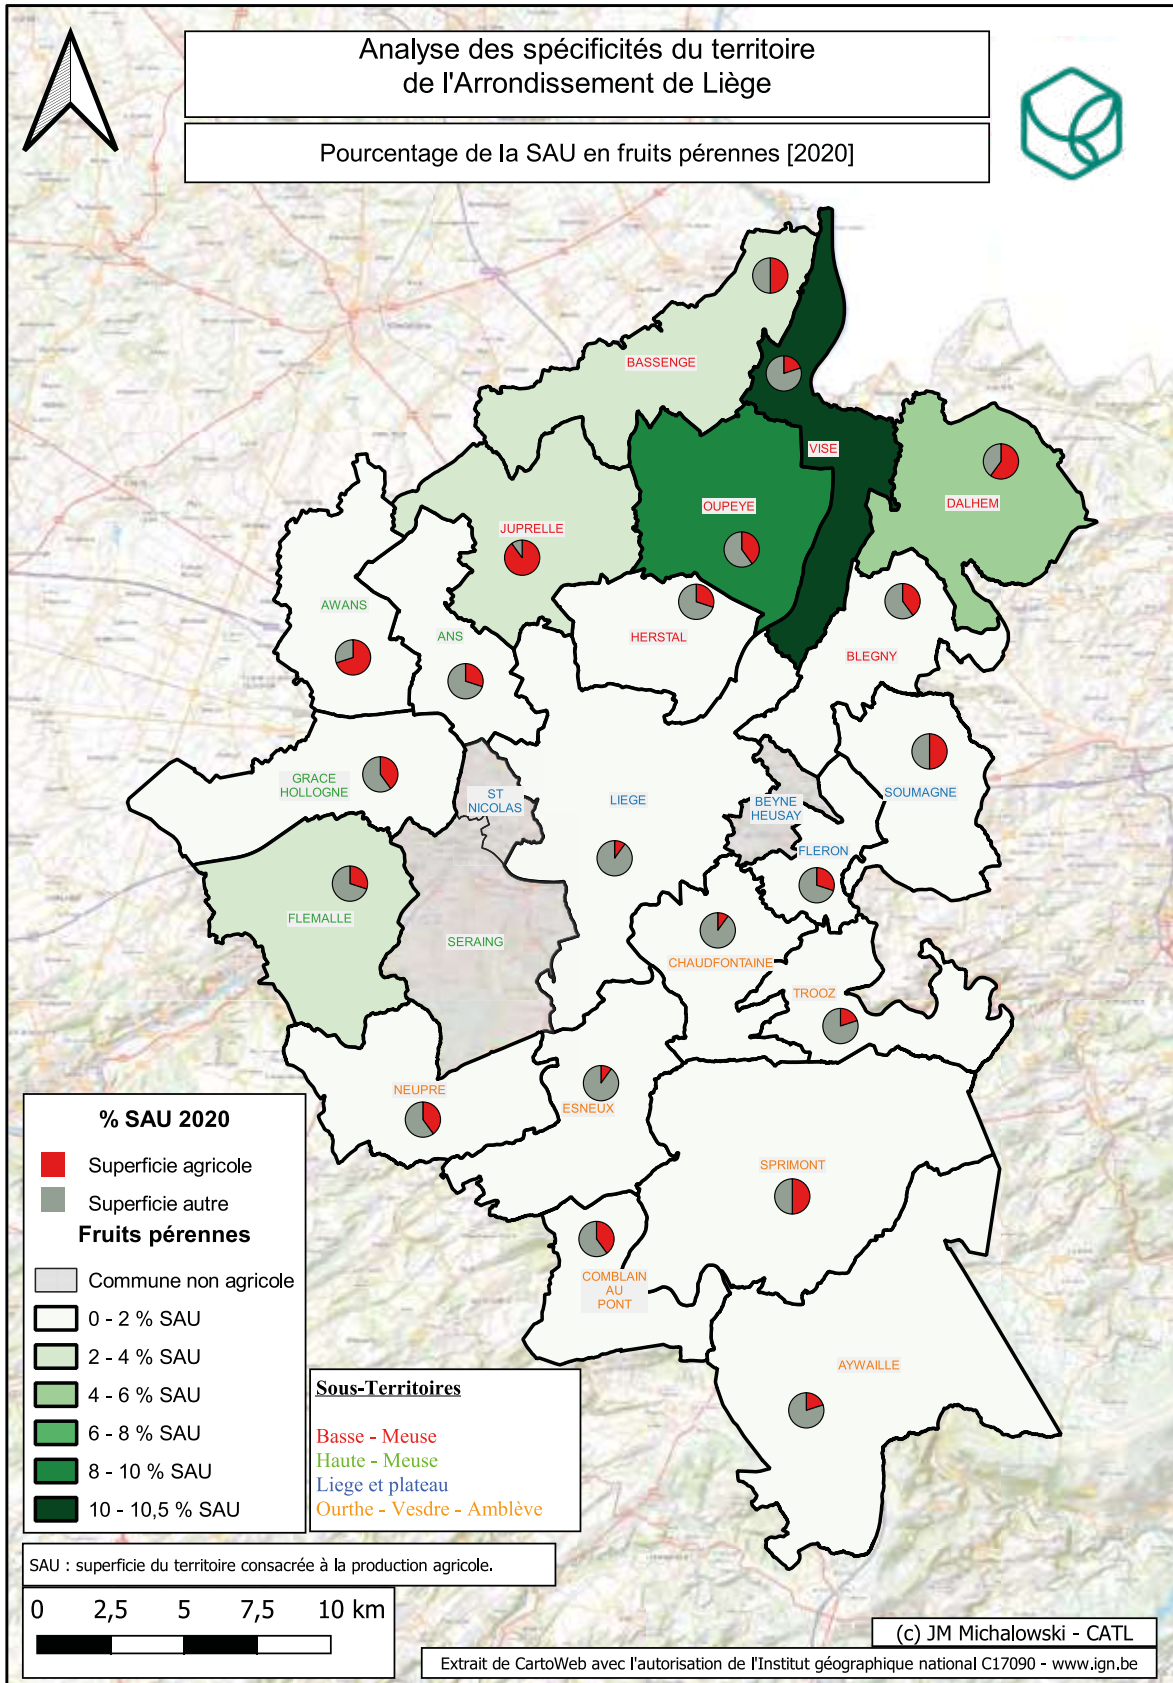 Analyse des spécificités du territoire
de l'Arrondissement de Liège
Pourcentage de la SAU en fruits pérennes [2020]
BASSENGE
VISE
DALHEM
OUPEYE
JUPRELLE
AWANS
ANS
HERSTAL
BLEGNY
GRACE
HOLLOGNE
ST
NICOLAS
LIEGE
BEYNE
HEUSAY
SOUMAGNE
FLERON
FLEMALLE
SERAING
CHAUDFONTAINE
TROOZ
NEUPRE
ESNEUX
SPRIMONT
COMBLAIN
AU
PONT
AYWAILLE
% SAU 2020
Superficie agricole
Superficie autre
Fruits pérennes
Commune non agricole
0 - 2 % SAU
2 - 4 % SAU
4 - 6 % SAU
6 - 8 % SAU
8 - 10 % SAU
10 - 10,5 % SAU
Sous-Territoires
Basse - Meuse
Haute - Meuse
Liege et plateau
Ourthe - Vesdre - Amblève
SAU : superficie du territoire consacrée à la production agricole.
0 2,5 5 7,5 10 km
(c) JM Michalowski - CATL
Extrait de CartoWeb avec l'autorisation de l'Institut géographique national C17090 - www.ign.be